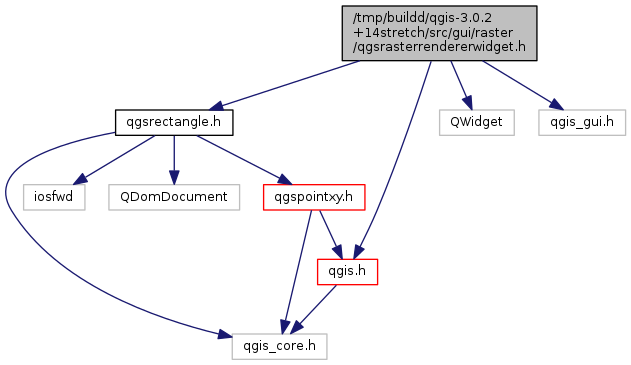 /tmp/buildd/qgis-3.0.2
+14stretch/src/gui/raster
/qgsrasterrendererwidget.h
qgsrectangle.h
QWidget
qgis_gui.h
iosfwd
QDomDocument
qgspointxy.h
qgis.h
qgis_core.h